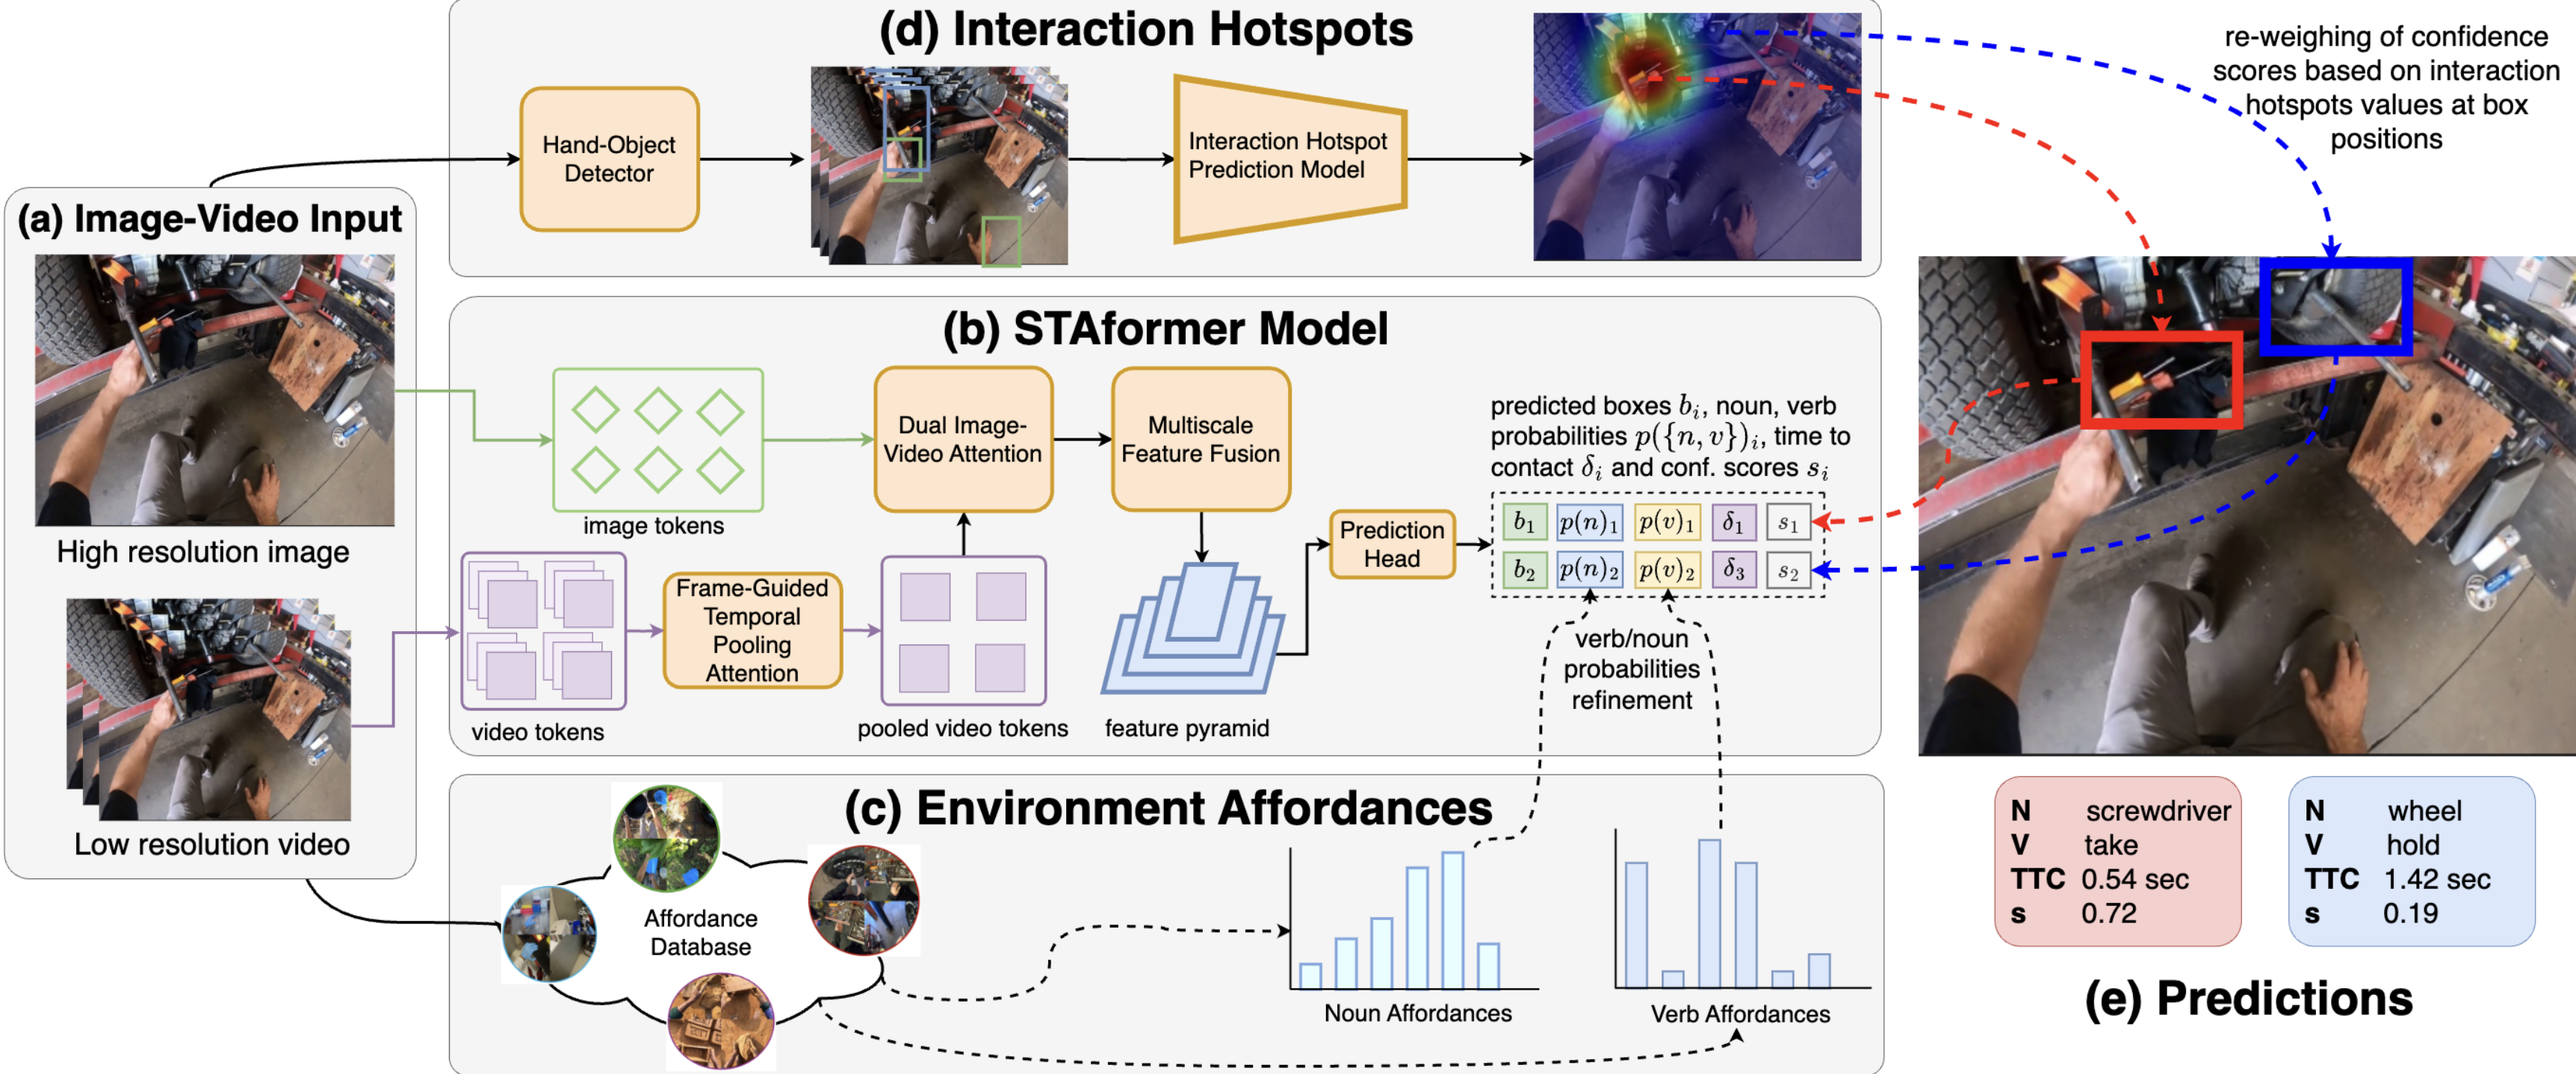 (d) Interaction Hotspots
Hand-Object
Detector
Interaction Hotspot
Prediction Model
re-weighing of confidence
scores based on interaction
hotspots values at box
positions
(a) Image-Video Input
High resolution image
Low resolution video
(b) STAformer Model
image tokens
Dual Image-
Video Attention
Multiscale
Feature Fusion
video tokens
Frame-Guided
Temporal
Pooling
Attention
pooled video tokens
feature pyramid
Prediction
Head
predicted boxes b_i, noun, verb
probabilities p({n, v})_i, time to
contact δ_i and conf. scores s_i
b_1 p(n)_1 p(v)_1 δ_1 s_1
b_2 p(n)_2 p(v)_2 δ_3 s_2
verb/noun
probabilities
refinement
(c) Environment Affordances
Affordance
Database
Noun Affordances
Verb Affordances
N screwdriver
V take
TTC 0.54 sec
s 0.72
N wheel
V hold
TTC 1.42 sec
s 0.19
(e) Predictions